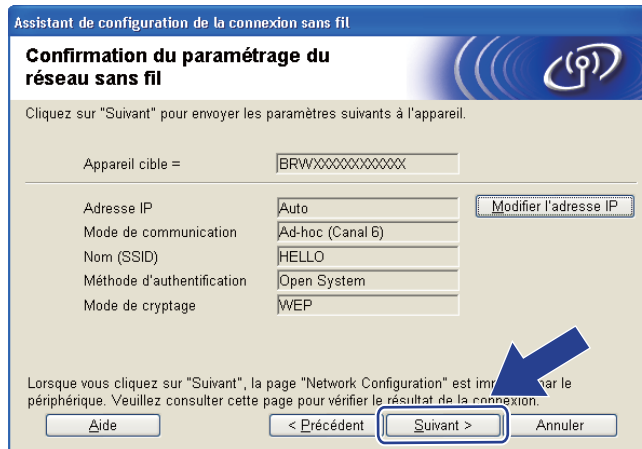 Assistant de configuration de la connexion sans fil
Confirmation du paramétrage du
réseau sans fil
Cliquez sur "Suivant" pour envoyer les paramètres suivants à l'appareil.
Appareil cible = BRWXXXXXXXXXXXX
Adresse IP Auto Modifier l'adresse IP
Mode de communication Ad-hoc (Canal 6)
Nom (SSID) HELLO
Méthode d'authentification Open System
Mode de cryptage WEP
Lorsque vous cliquez sur "Suivant", la page "Network Configuration" est par le
périphérique. Veuillez consulter cette page pour vérifier le résultat de la connexion.
Aide < Précédent Suivant > Annuler